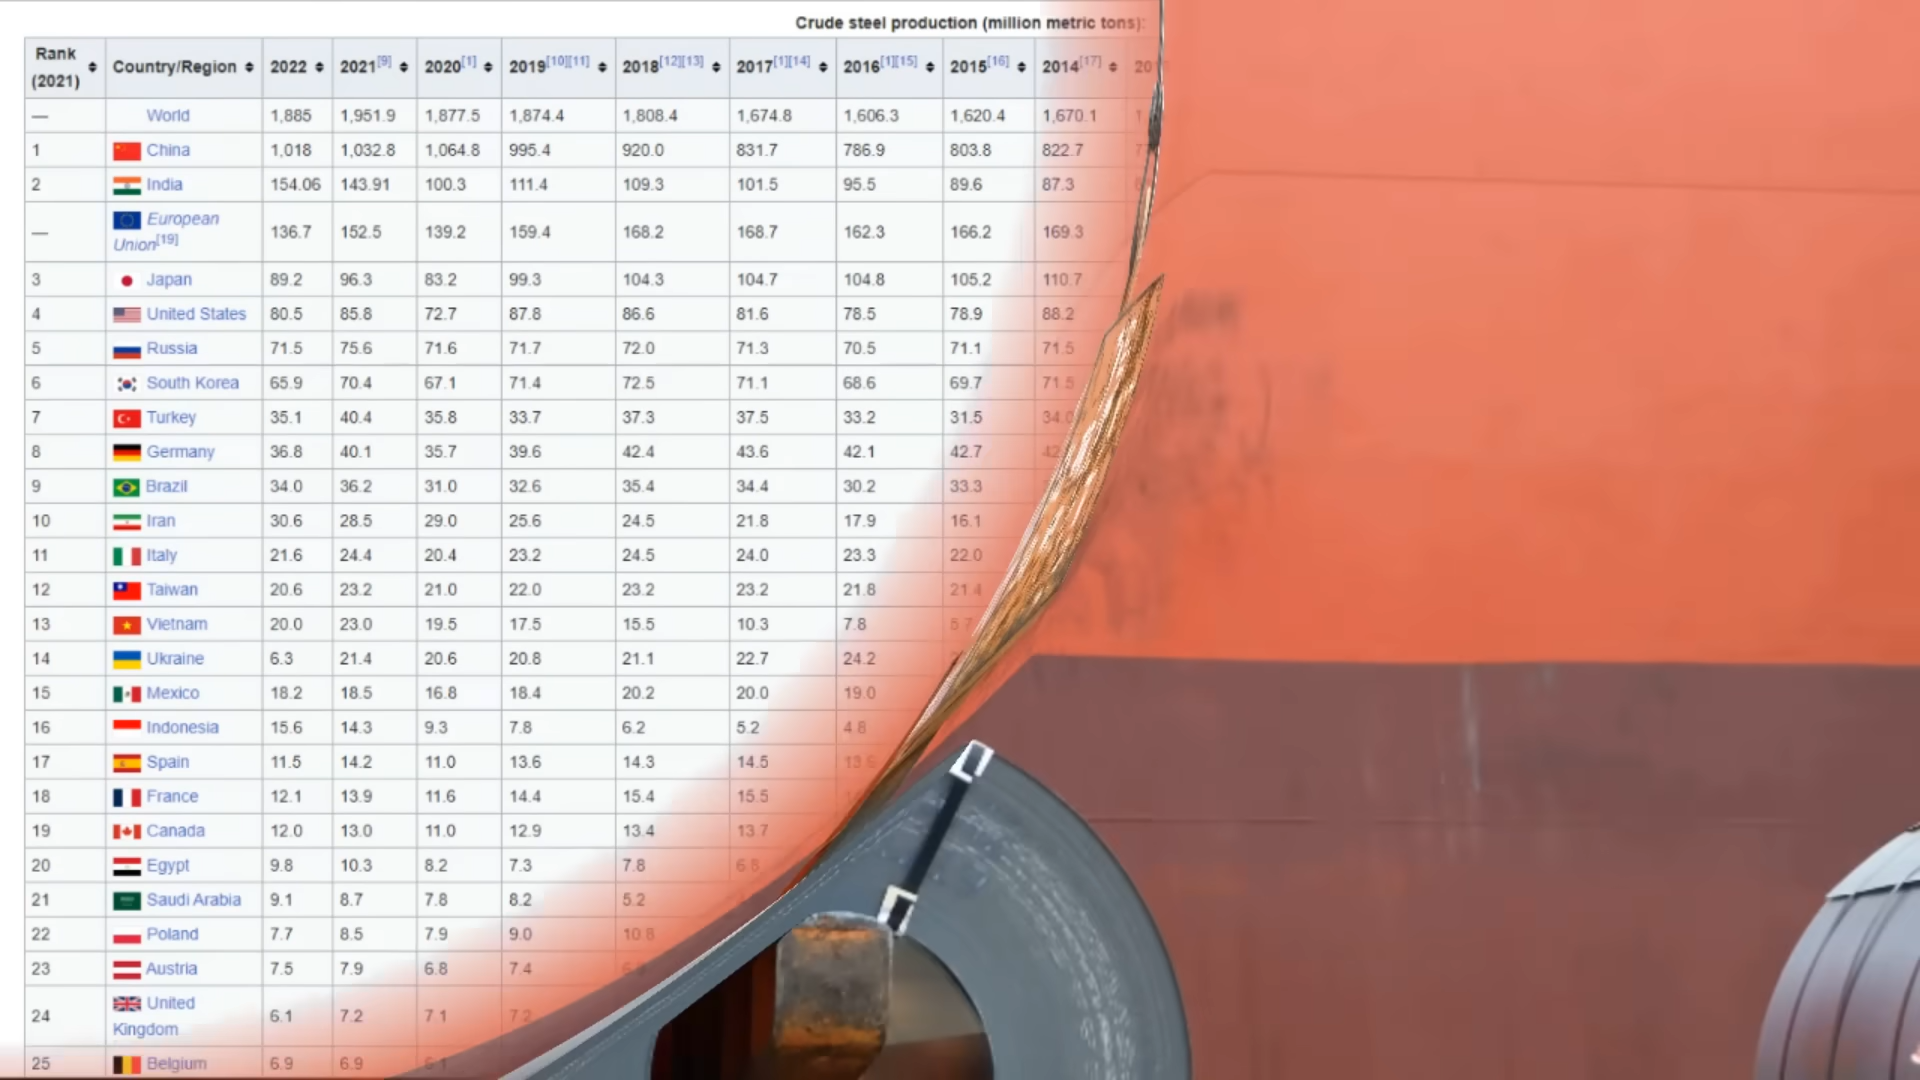 Crude steel production (million metric tons):
Rank (2021) Country/Region 2022 2021[9] 2020[1] 2019[10][11] 2018[12][13] 2017[1][14] 2016[1][15] 2015[16] 2014[17]
— World 1,885 1,951.9 1,877.5 1,874.4 1,808.4 1,674.8 1,606.3 1,620.4 1,670.1
1 China 1,018 1,032.8 1,064.8 995.4 920.0 831.7 786.9 803.8 822.7
2 India 154.06 143.91 100.3 111.4 109.3 101.5 95.5 89.6 87.3
— European Union[19] 136.7 152.5 139.2 159.4 168.2 168.7 162.3 166.2 169.3
3 Japan 89.2 96.3 83.2 99.3 104.3 104.7 104.8 105.2 110.7
4 United States 80.5 85.8 72.7 87.8 86.6 81.6 78.5 78.9 88.2
5 Russia 71.5 75.6 71.6 71.7 72.0 71.3 70.5 71.1 71.5
6 South Korea 65.9 70.4 67.1 71.4 72.5 71.1 68.6 69.7 71.5
7 Turkey 35.1 40.4 35.8 33.7 37.3 37.5 33.2 31.5 34.0
8 Germany 36.8 40.1 35.7 39.6 42.4 43.6 42.1 42.7
9 Brazil 34.0 36.2 31.0 32.6 35.4 34.4 30.2 33.3
10 Iran 30.6 28.5 29.0 25.6 24.5 21.8 17.9 16.1
11 Italy 21.6 24.4 20.4 23.2 24.5 24.0 23.3 22.0
12 Taiwan 20.6 23.2 21.0 22.0 23.2 23.2 21.8 21.4
13 Vietnam 20.0 23.0 19.5 17.5 15.5 10.3 7.8
14 Ukraine 6.3 21.4 20.6 20.8 21.1 22.7 24.2
15 Mexico 18.2 18.5 16.8 18.4 20.2 20.0 19.0
16 Indonesia 15.6 14.3 9.3 7.8 6.2 5.2 4.8
17 Spain 11.5 14.2 11.0 13.6 14.3 14.5
18 France 12.1 13.9 11.6 14.4 15.4 15.5
19 Canada 12.0 13.0 11.0 12.9 13.4 13.7
20 Egypt 9.8 10.3 8.2 7.3 7.8
21 Saudi Arabia 9.1 8.7 7.8 8.2 5.2
22 Poland 7.7 8.5 7.9 9.0 10.8
23 Austria 7.5 7.9 6.8 7.4
24 United Kingdom 6.1 7.2 7.1 7.2
25 Belgium 6.9 6.9